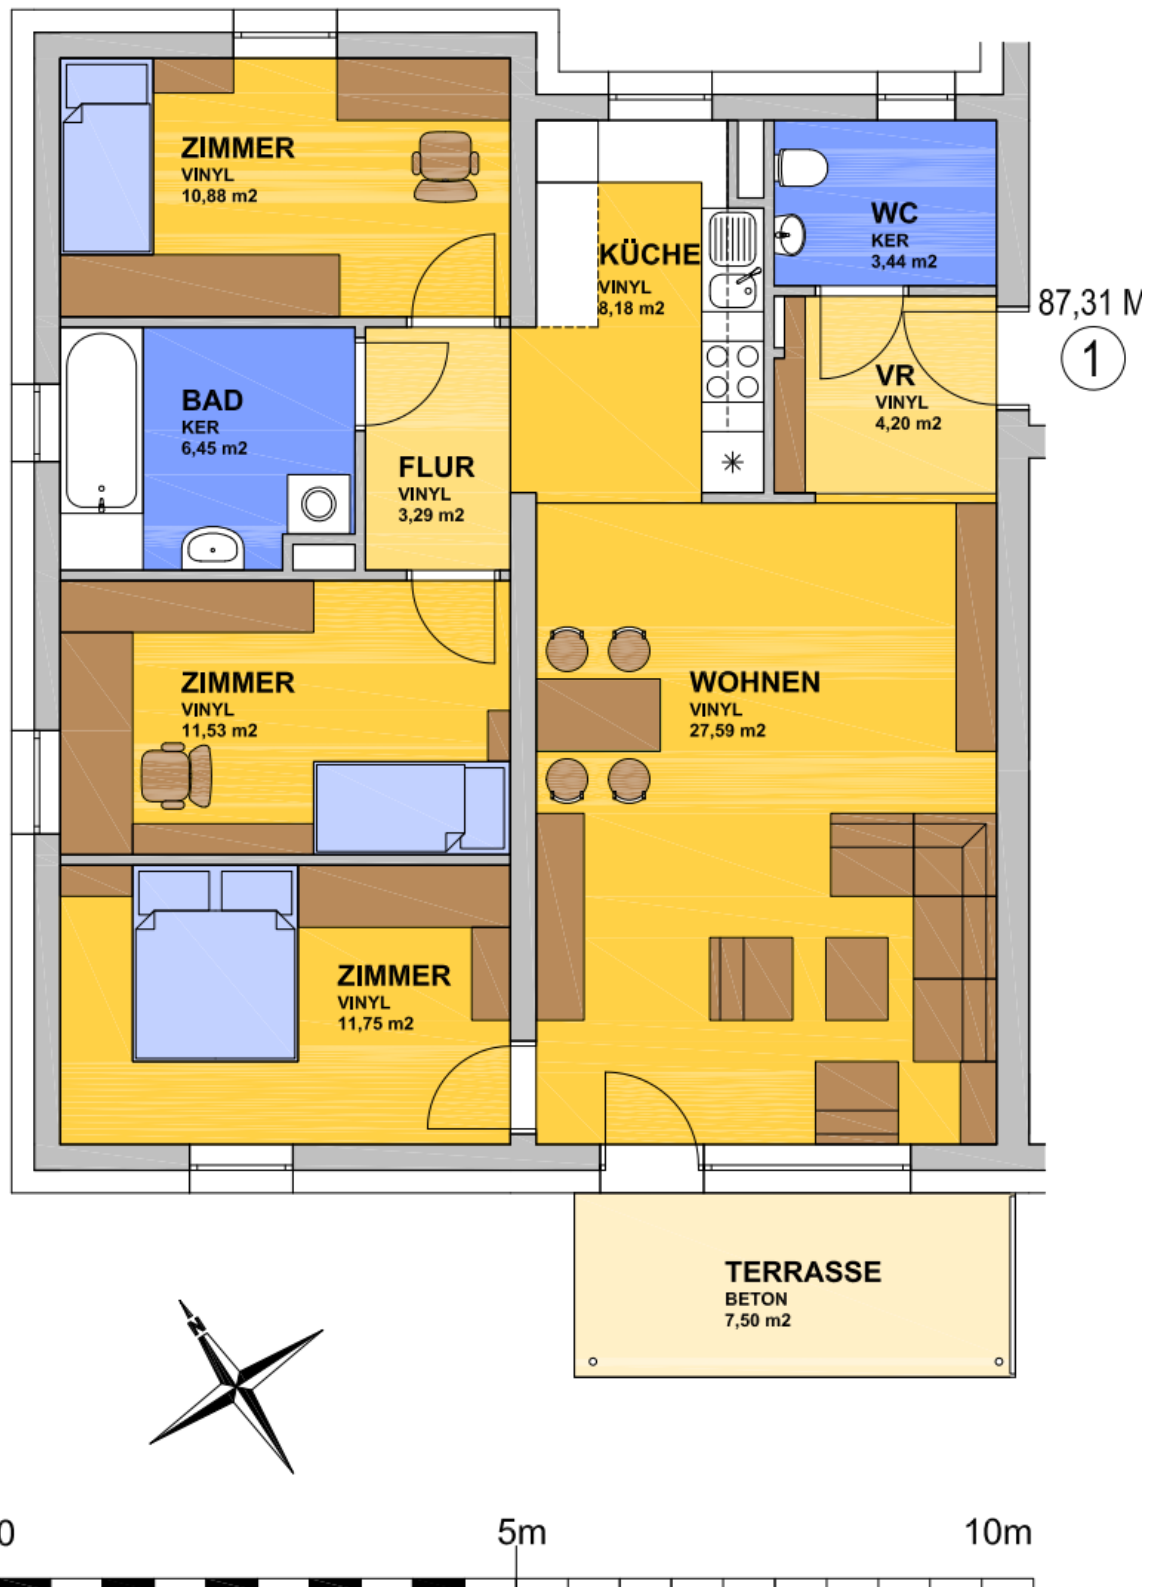 ZIMMER
VINYL
10,88 m2
KÜCHE
VINYL
8,18 m2
WC
KER
3,44 m2
87,31 M
1
BAD
KER
6,45 m2
FLUR
VINYL
3,29 m2
VR
VINYL
4,20 m2
ZIMMER
VINYL
11,53 m2
WOHNEN
VINYL
27,59 m2
ZIMMER
VINYL
11,75 m2
TERRASSE
BETON
7,50 m2
N
0 5m 10m